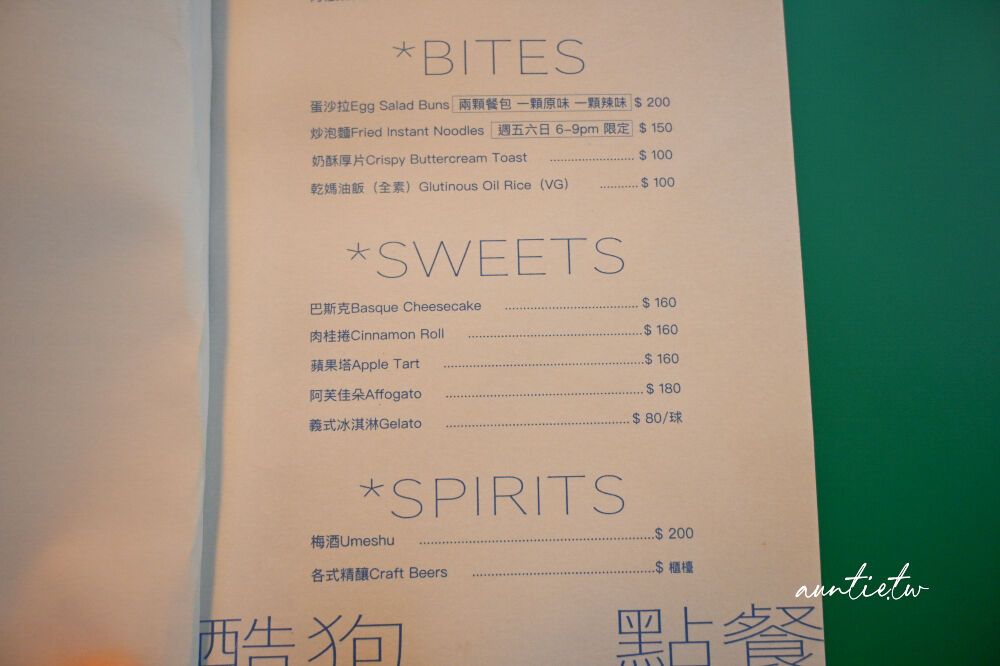 *BITES
蛋沙拉Egg Salad Buns 兩顆餐包 一顆原味 一顆辣味 $ 200
炒泡麵Fried Instant Noodles 週五六日 6-9pm 限定 $ 150
奶酥厚片Crispy Buttercream Toast ........................ $ 100
乾媽油飯（全素）Glutinous Oil Rice（VG） ........... $ 100
*SWEETS
巴斯克Basque Cheesecake ...................................... $ 160
肉桂捲Cinnamon Roll .................................................. $ 160
蘋果塔Apple Tart ......................................................... $ 160
阿芙佳朵Affogato ........................................................ $ 180
義式冰淇淋Gelato .................................................... $ 80/球
*SPIRITS
梅酒Umeshu .................................................................. $ 200
各式精釀Craft Beers .................................................... $ 櫃檯
酷狗 點餐
auntie.tw